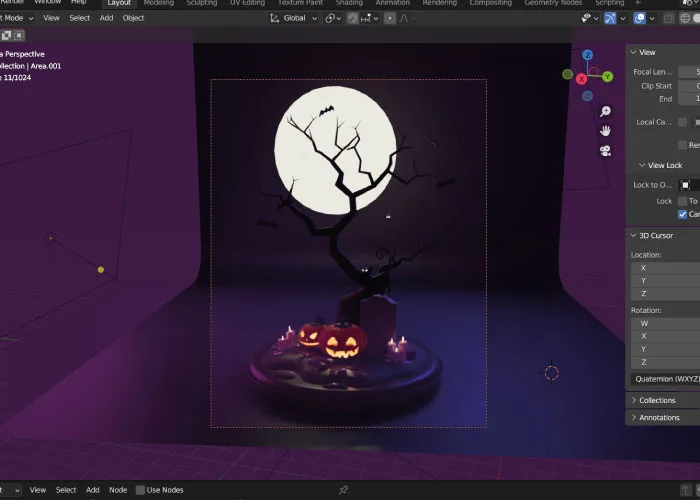 Render Window Help Layout Modeling Sculpting UV Editing Texture Paint Shading Animation Rendering Compositing Geometry Nodes Scripting +
Mode View Select Add Object Global
Perspective
ollection | Area.001
11/1024
View
Focal Len... 5
Clip Start
End 1
Local Ca...
View Lock
Lock to O...
Lock To
Y
X
Z
3D Cursor
Location:
X
Y
Z
Rotation:
W
X
Y
Z
Quaternion (WXYZ)
Collections
Annotations
View Select Add Node Use Nodes